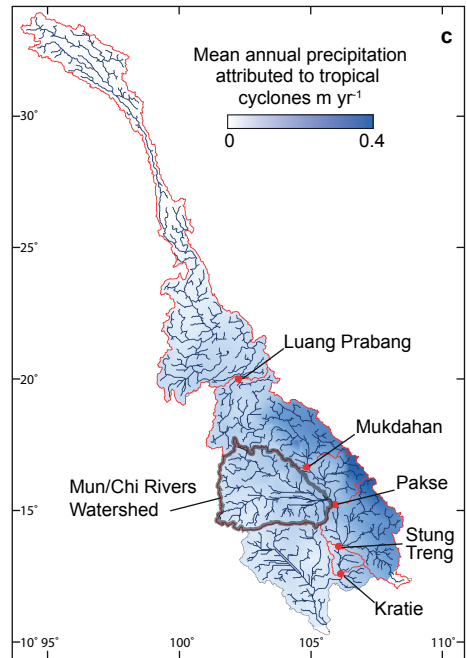 c
Mean annual precipitation
attributed to tropical
cyclones m yr-1
0 0.4
30°
25°
Luang Prabang
20°
Mukdahan
Mun/Chi Rivers
Watershed
Pakse
15°
Stung
Treng
Kratie
10° 95° 100° 105° 110°